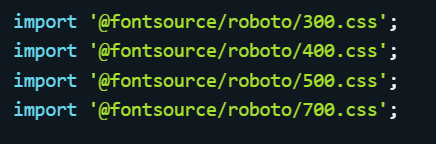 import '@fontsource/roboto/300.css';
import '@fontsource/roboto/400.css';
import '@fontsource/roboto/500.css';
import '@fontsource/roboto/700.css';